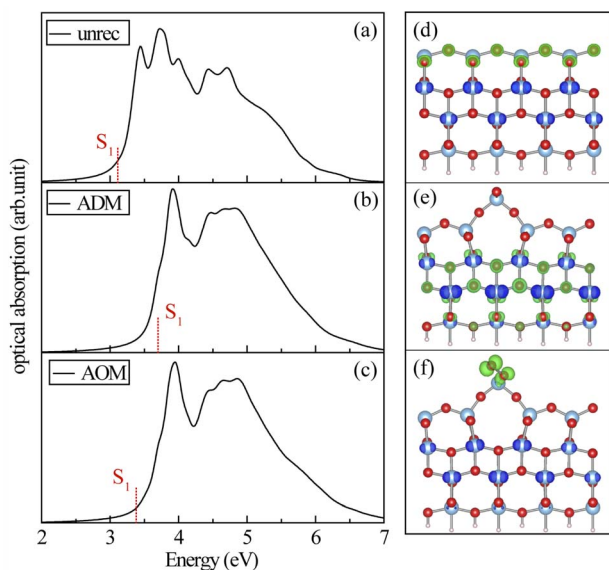 unrec
(a)
S1
ADM
(b)
S1
AOM
(c)
S1
optical absorption (arb.unit)
2 3 4 5 6 7
Energy (eV)
(d)
(e)
(f)